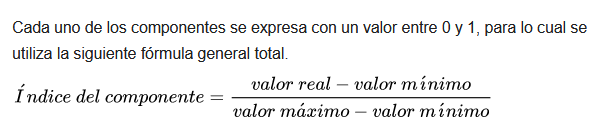 Cada uno de los componentes se expresa con un valor entre 0 y 1, para lo cual se
utiliza la siguiente fórmula general total.
Índice del componente = (valor real − valor mínimo) / (valor máximo − valor mínimo)